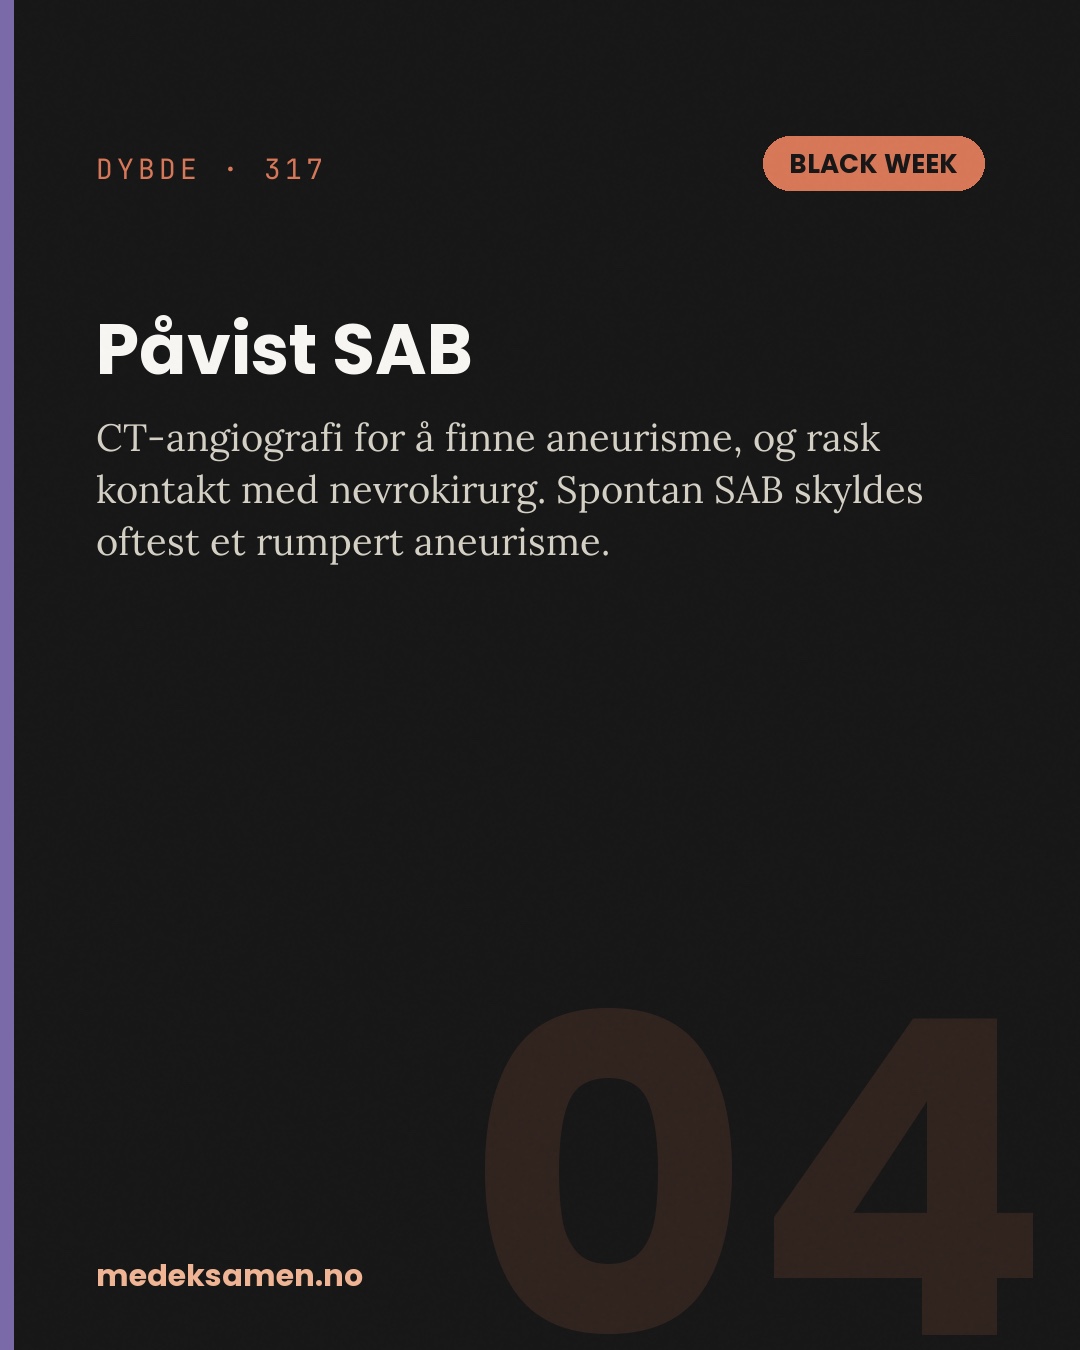 DYBDE · 317
BLACK WEEK
Påvist SAB
CT-angiografi for å finne aneurisme, og rask
kontakt med nevrokirurg. Spontan SAB skyldes
oftest et rumpert aneurisme.
04
medeksamen.no